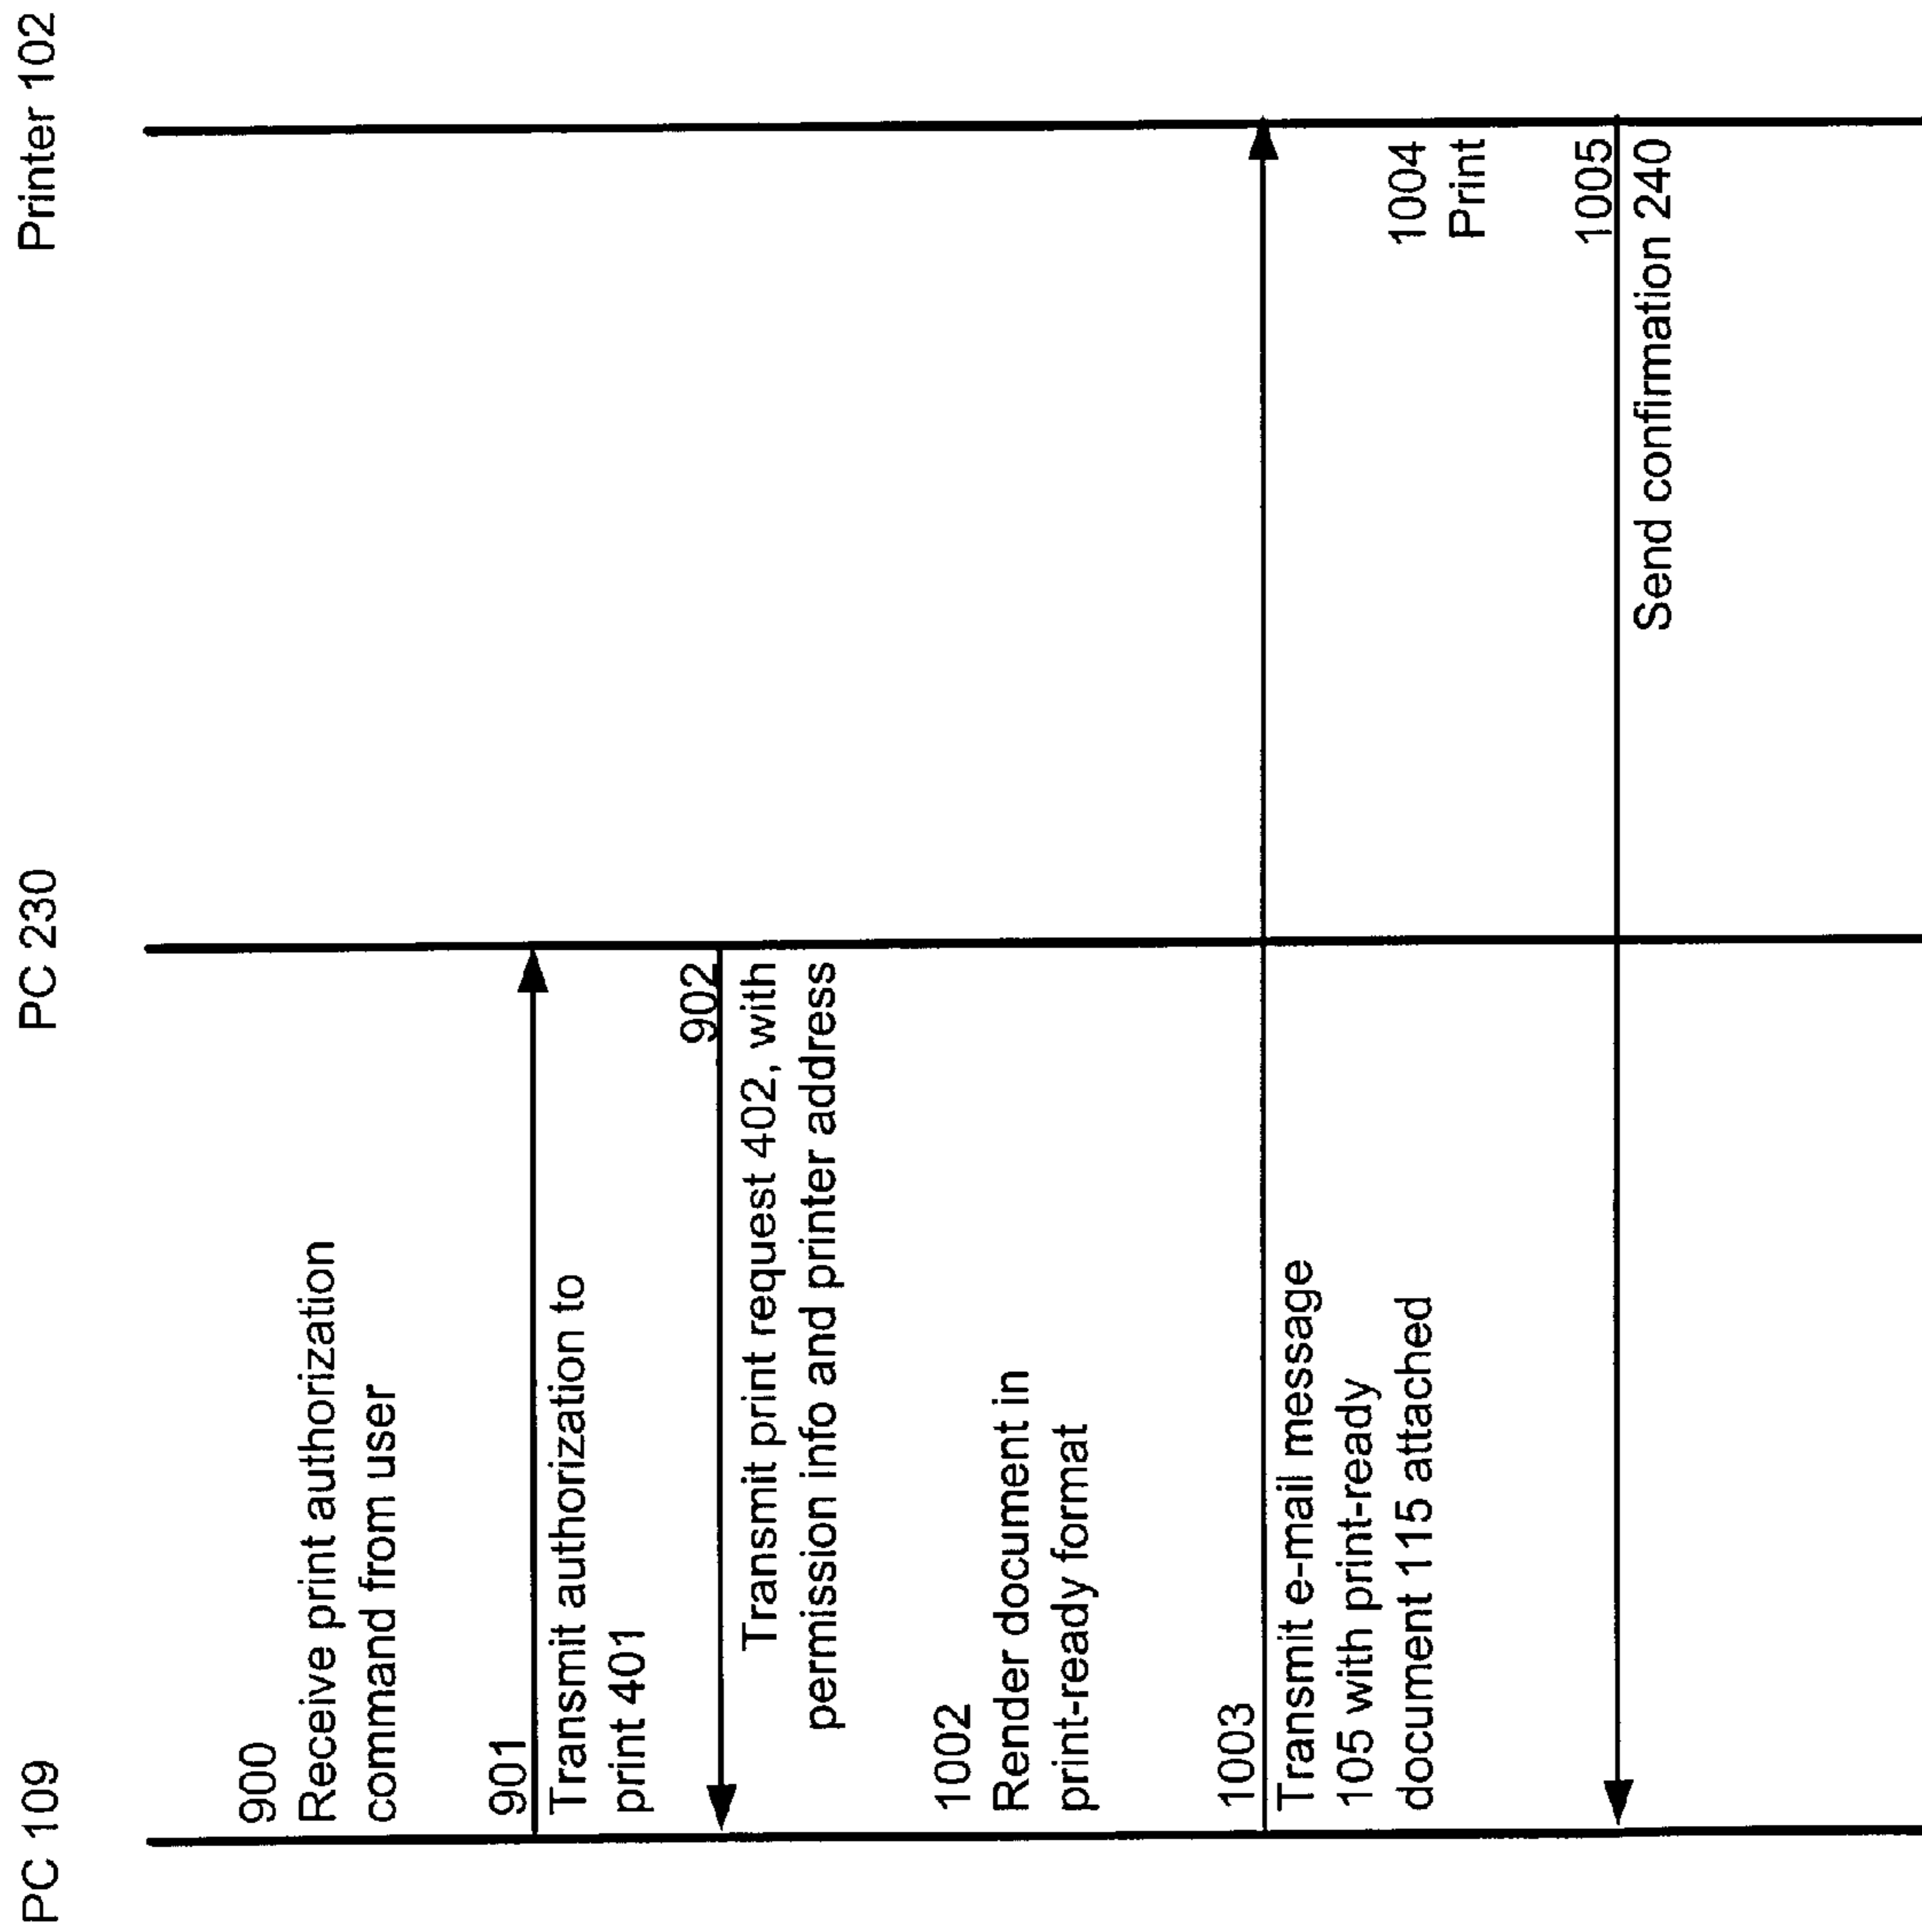 PC 109
PC 230
Printer 102
900
Receive print authorization
command from user
901
Transmit authorization to
print 401
902
Transmit print request 402, with
permission info and printer address
1002
Render document in
print-ready format
1003
Transmit e-mail message
105 with print-ready
document 115 attached
1004
Print
1005
Send confirmation 240